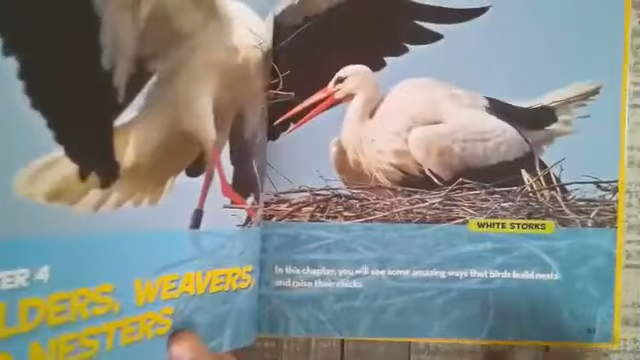 WHITE STORKS
TER 4
LDERS, WEAVERS,
D NESTERS
In this chapter, you will see some amazing ways that birds build nests
and raise their chicks.